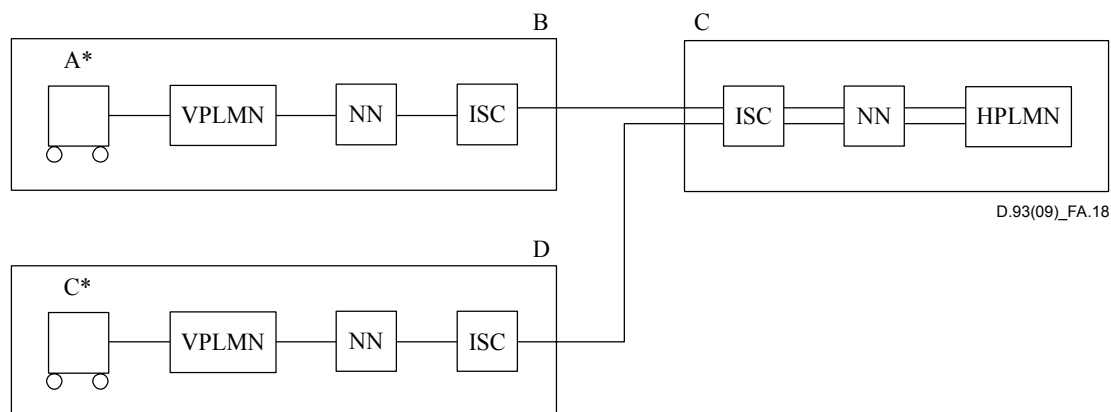 B
C
A*
VPLMN
NN
ISC
ISC
NN
HPLMN
D.93(09)_FA.18
D
C*
VPLMN
NN
ISC